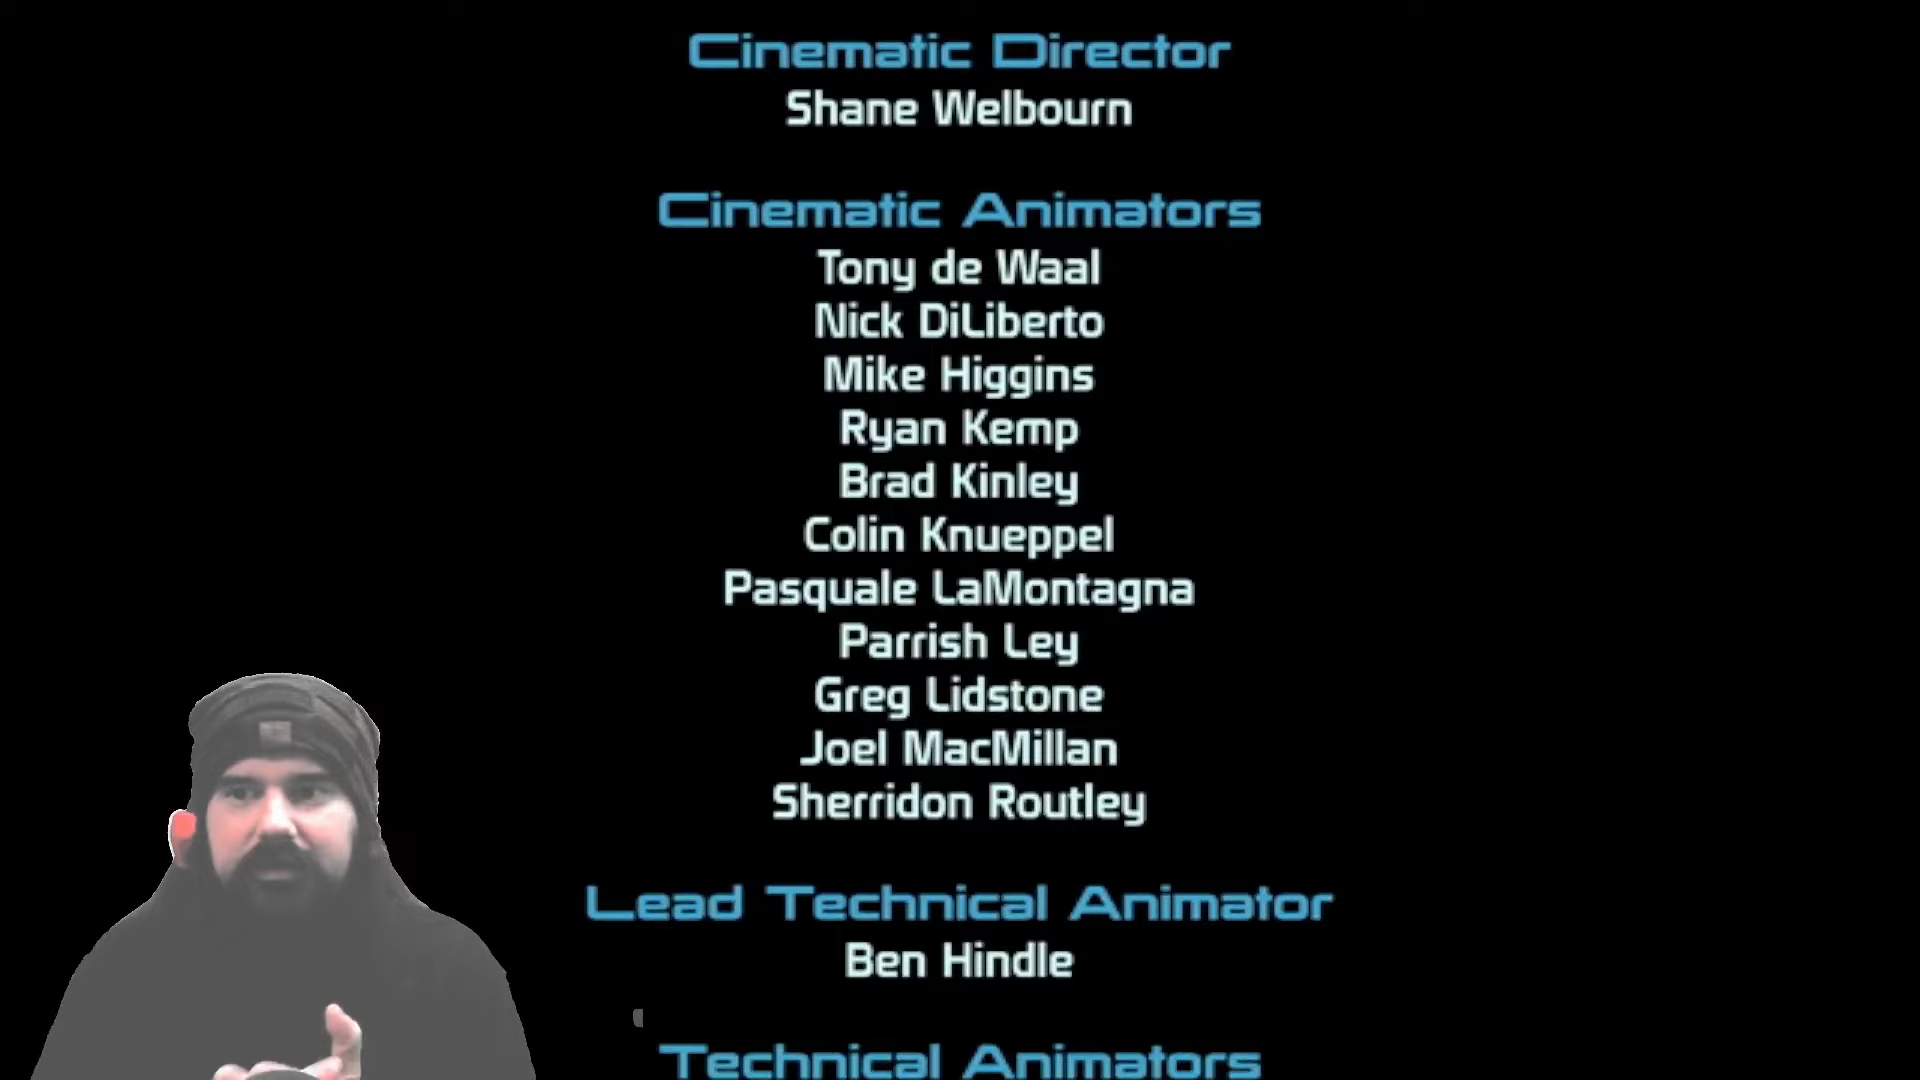 Cinematic Director
Shane Welbourn
Cinematic Animators
Tony de Waal
Nick DiLiberto
Mike Higgins
Ryan Kemp
Brad Kinley
Colin Knueppel
Pasquale LaMontagna
Parrish Ley
Greg Lidstone
Joel MacMillan
Sherridon Routley
Lead Technical Animator
Ben Hindle
Technical Animators